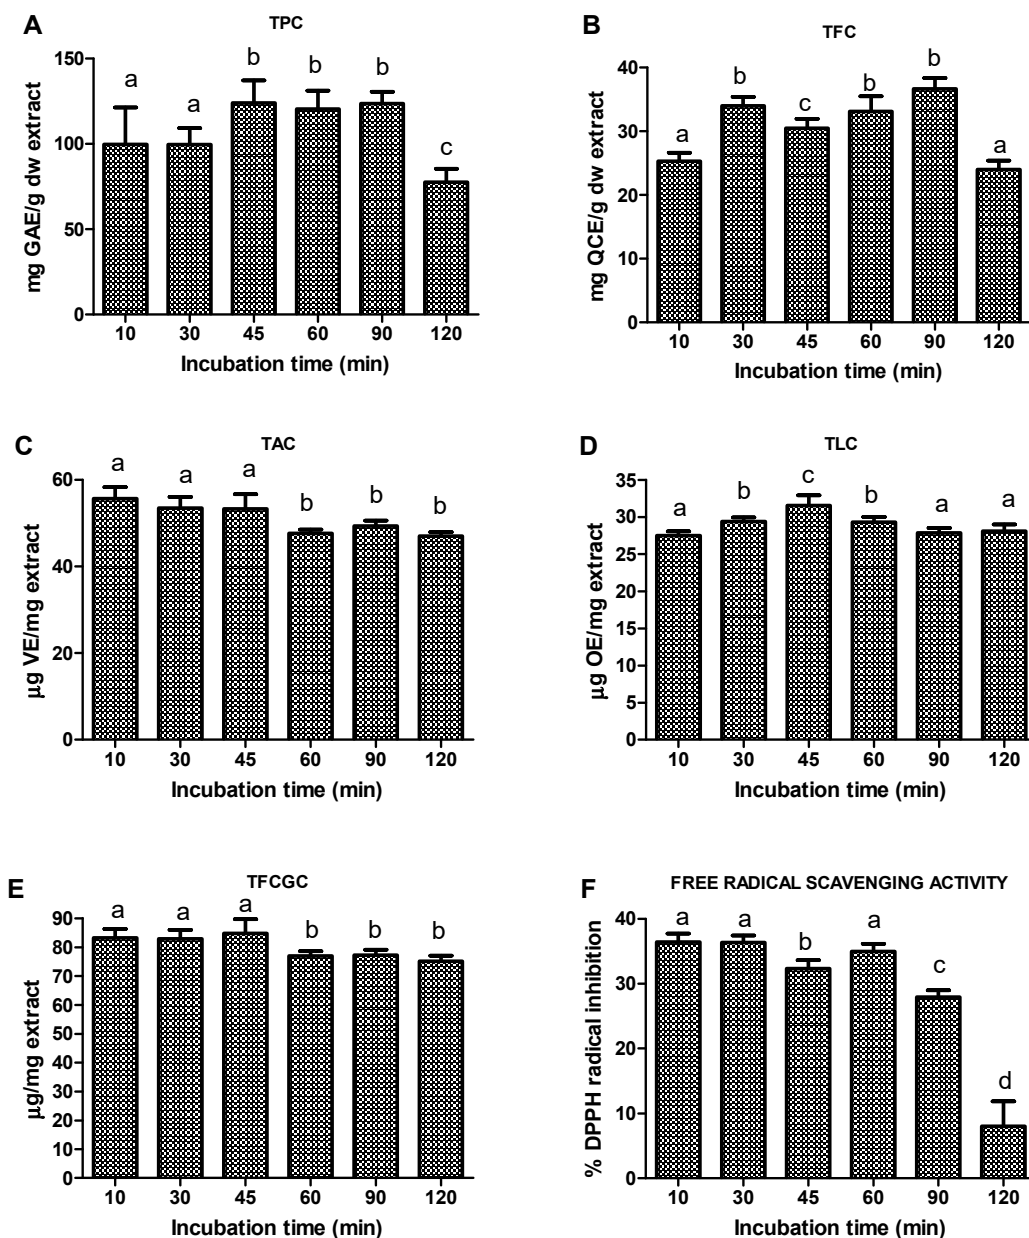 A
TPC
mg GAE/g dw extract
150
100
50
0
a
a
b
b
b
c
10 30 45 60 90 120
Incubation time (min)
B
TFC
mg QCE/g dw extract
40
30
20
10
0
a
b
c
b
b
a
10 30 45 60 90 120
Incubation time (min)
C
TAC
µg VE/mg extract
60
40
20
0
a
a
a
b
b
b
10 30 45 60 90 120
Incubation time (min)
D
TLC
µg OE/mg extract
35
30
25
20
15
10
5
0
a
b
c
b
a
a
10 30 45 60 90 120
Incubation time (min)
E
TFCGC
µg/mg extract
90
80
70
60
50
40
30
20
10
0
a
a
a
b
b
b
10 30 45 60 90 120
Incubation time (min)
F
FREE RADICAL SCAVENGING ACTIVITY
% DPPH radical inhibition
40
30
20
10
0
a
a
b
a
c
d
10 30 45 60 90 120
Incubation time (min)